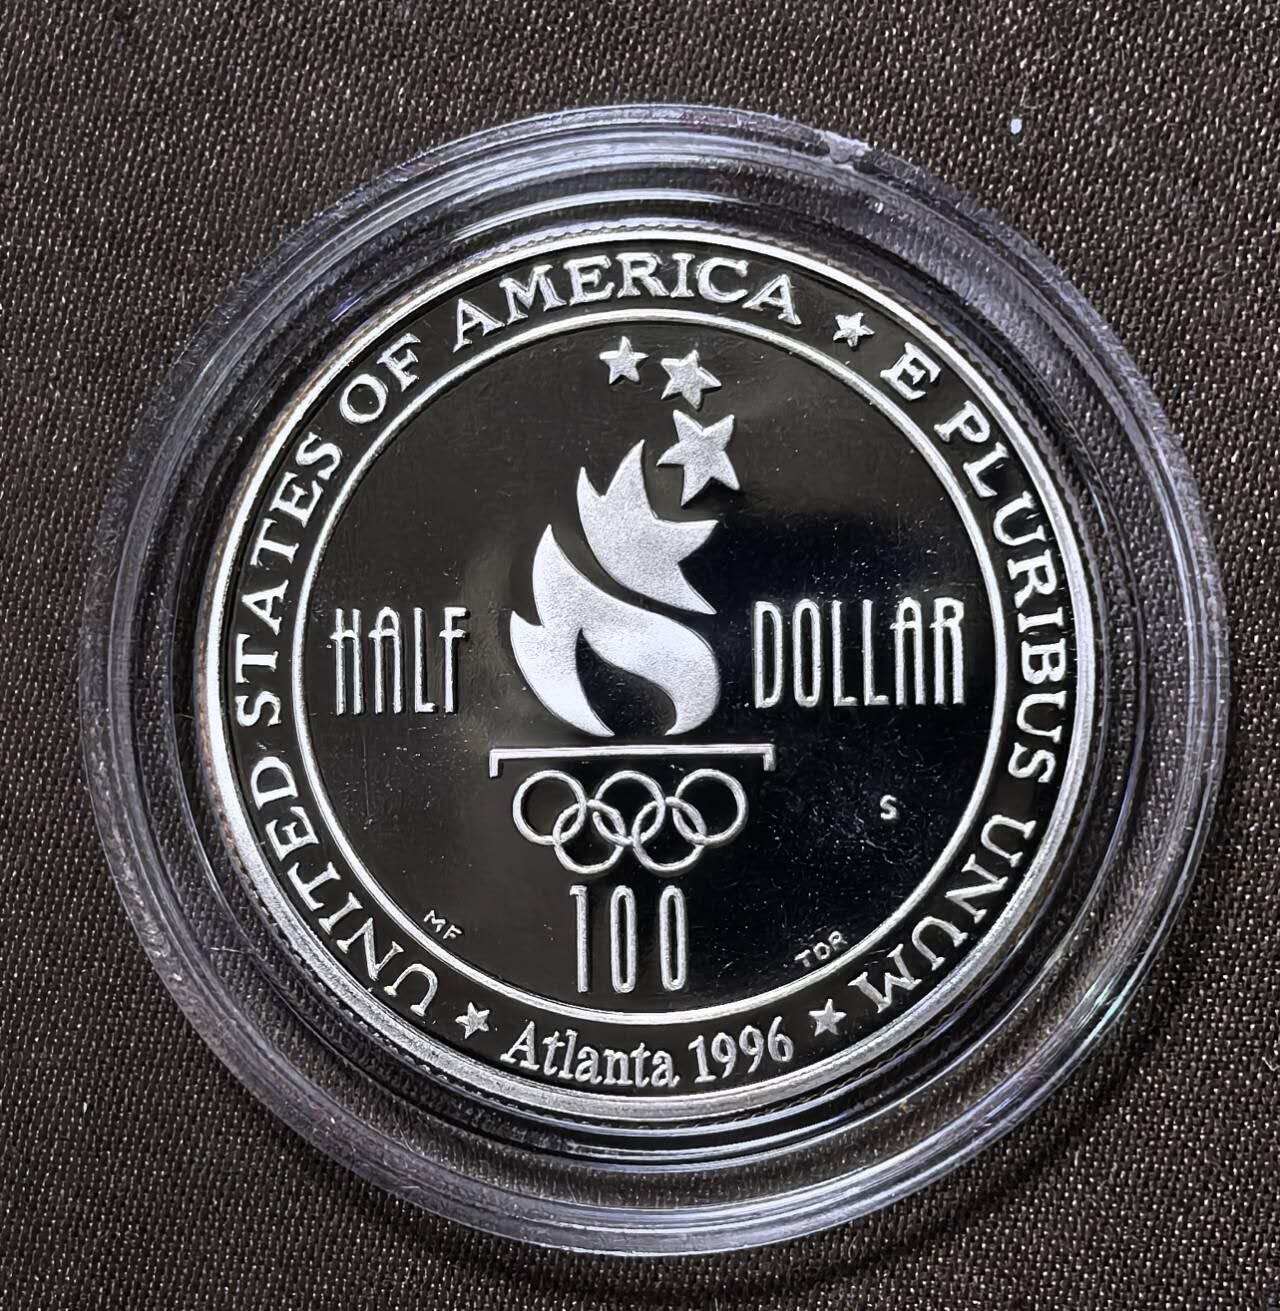 UNITED STATES OF AMERICA ★ E PLURIBUS UNUM ★
HALF DOLLAR
S
100
MF
TDR
★ Atlanta 1996